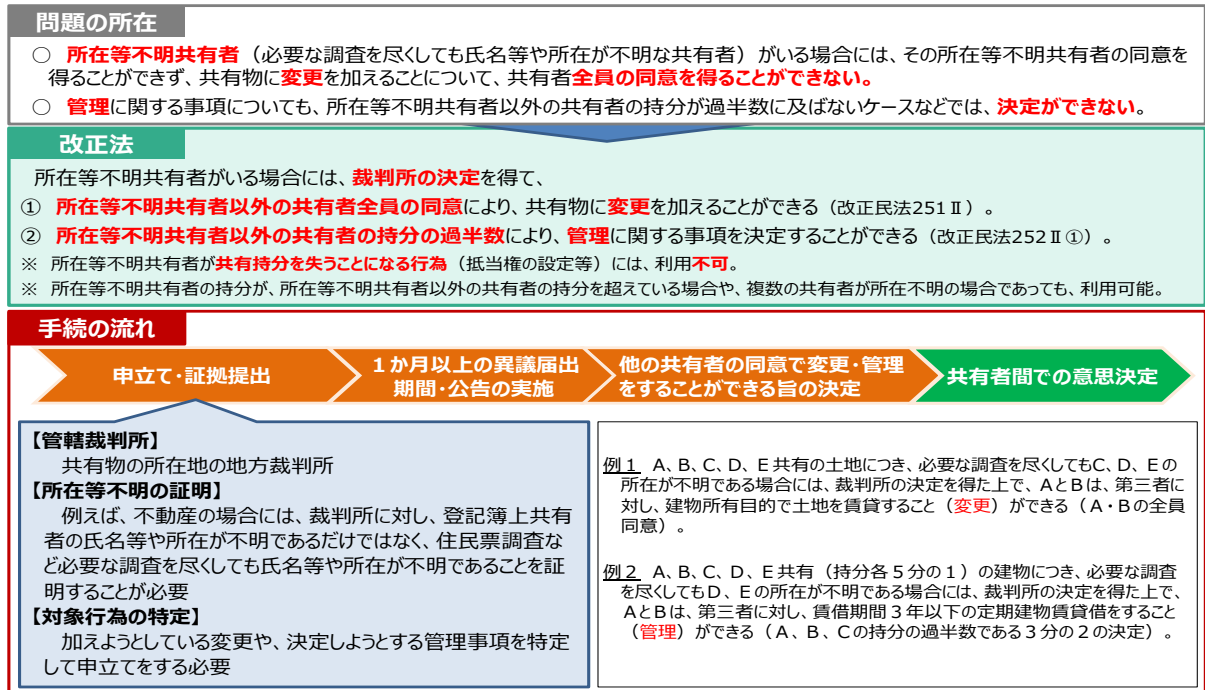 問題の所在
○ 所在等不明共有者（必要な調査を尽くしても氏名等や所在が不明な共有者）がいる場合には、その所在等不明共有者の同意を
得ることができず、共有物に変更を加えることについて、共有者全員の同意を得ることができない。
○ 管理に関する事項についても、所在等不明共有者以外の共有者の持分が過半数に及ばないケースなどでは、決定ができない。
改正法
所在等不明共有者がいる場合には、裁判所の決定を得て、
① 所在等不明共有者以外の共有者全員の同意により、共有物に変更を加えることができる（改正民法251Ⅱ）。
② 所在等不明共有者以外の共有者の持分の過半数により、管理に関する事項を決定することができる（改正民法252Ⅱ①）。
※ 所在等不明共有者が共有持分を失うことになる行為（抵当権の設定等）には、利用不可。
※ 所在等不明共有者の持分が、所在等不明共有者以外の共有者の持分を超えている場合や、複数の共有者が所在不明の場合であっても、利用可能。
手続の流れ
申立て・証拠提出
１か月以上の異議届出
期間・公告の実施
他の共有者の同意で変更・管理
をすることができる旨の決定
共有者間での意思決定
【管轄裁判所】
共有物の所在地の地方裁判所
【所在等不明の証明】
例えば、不動産の場合には、裁判所に対し、登記簿上共有
者の氏名等や所在が不明であるだけではなく、住民票調査な
ど必要な調査を尽くしても氏名等や所在が不明であることを証
明することが必要
【対象行為の特定】
加えようとしている変更や、決定しようとする管理事項を特定
して申立てをする必要
例１ A、B、C、D、E共有の土地につき、必要な調査を尽くしてもC、D、Eの
所在が不明である場合には、裁判所の決定を得た上で、AとBは、第三者に
対し、建物所有目的で土地を賃貸すること（変更）ができる（A・Bの全員
同意）。
例２ A、B、C、D、E共有（持分各５分の１）の建物につき、必要な調査
を尽くしてもD、Eの所在が不明である場合には、裁判所の決定を得た上で、
AとBは、第三者に対し、賃借期間３年以下の定期建物賃貸借をすること
（管理）ができる（A、B、Cの持分の過半数である３分の２の決定）。